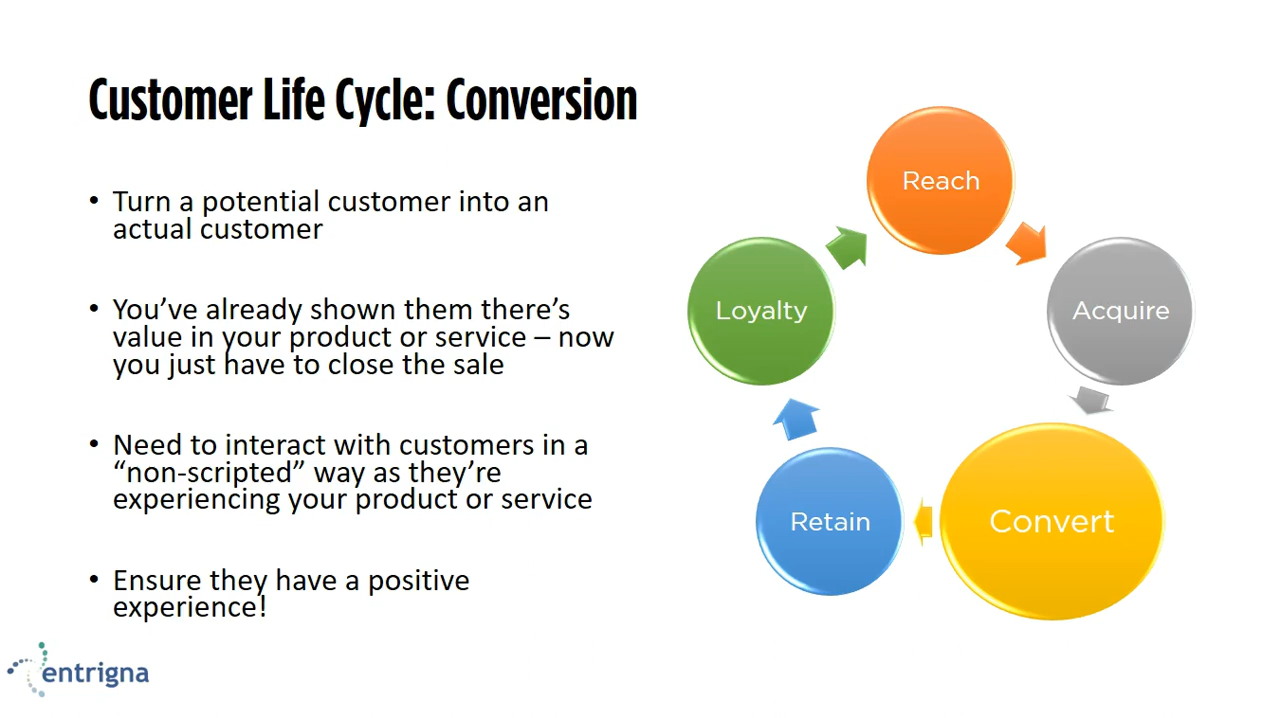 Customer Life Cycle: Conversion
• Turn a potential customer into an
actual customer
• You’ve already shown them there’s
value in your product or service – now
you just have to close the sale
• Need to interact with customers in a
“non-scripted” way as they’re
experiencing your product or service
• Ensure they have a positive
experience!
Reach
Acquire
Convert
Retain
Loyalty
entrigna